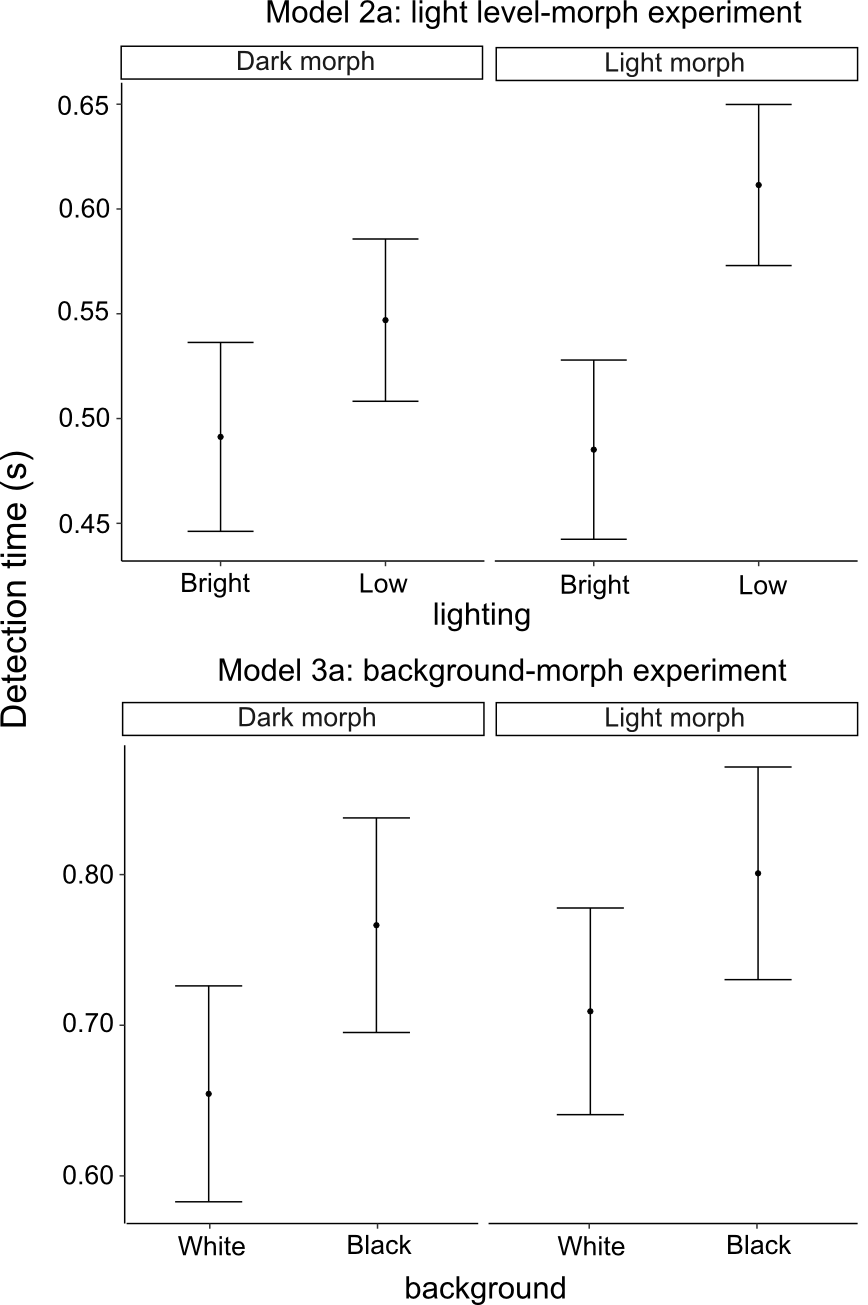 Model 2a: light level-morph experiment
Dark morph
Light morph
0.65
0.60
0.55
0.50
0.45
Bright
Low
Bright
Low
lighting
Detection time (s)
Model 3a: background-morph experiment
Dark morph
Light morph
0.80
0.70
0.60
White
Black
White
Black
background